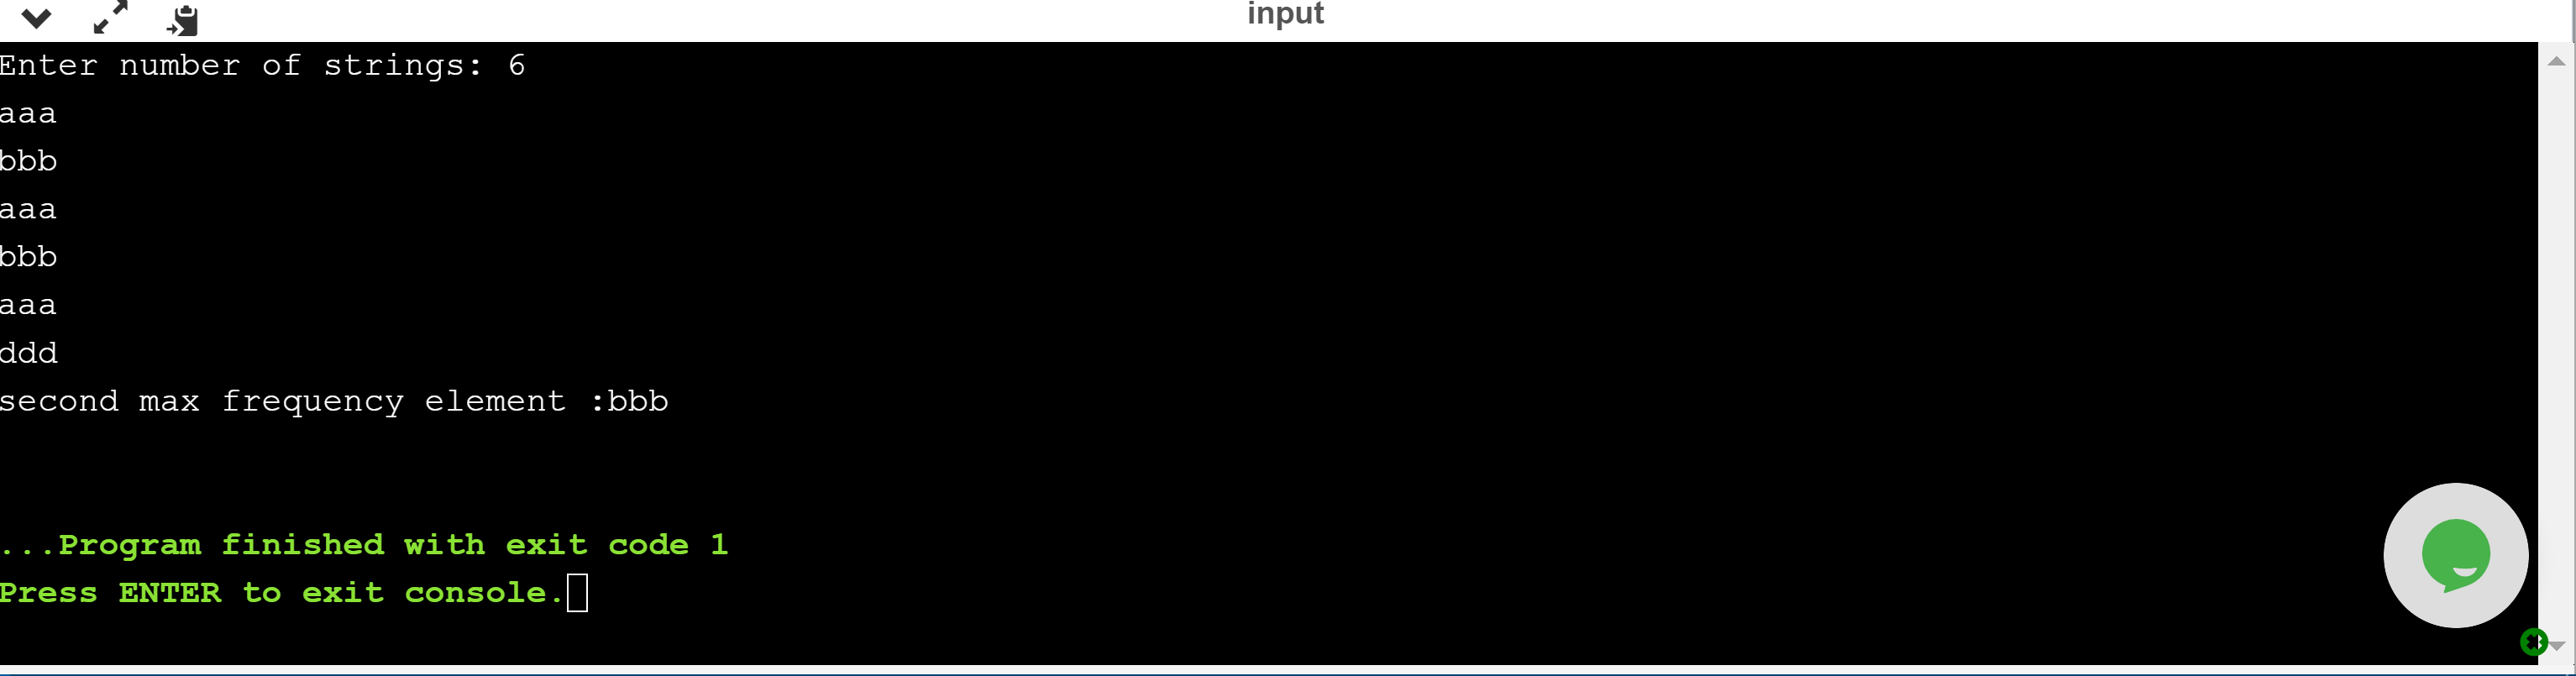 input
Enter number of strings: 6
aaa
bbb
aaa
bbb
aaa
ddd
second max frequency element :bbb
...Program finished with exit code 1
Press ENTER to exit console.